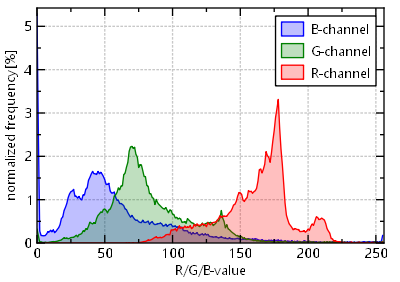 normalized frequency [%]
5
4
3
2
1
0
B-channel
G-channel
R-channel
0
50
100
150
200
250
R/G/B-value